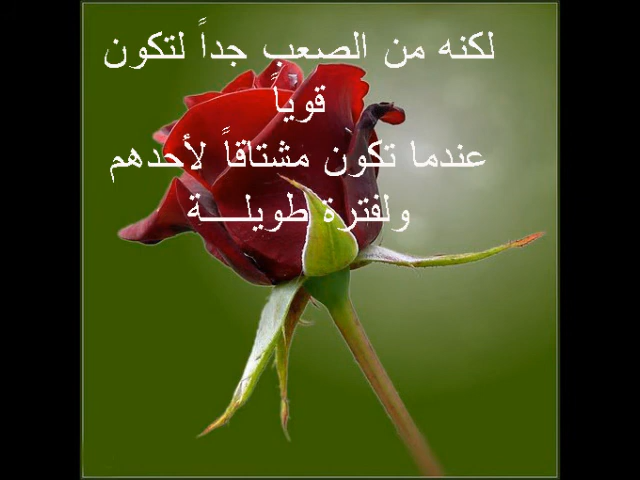 لكنه من الصعب جداً لتكون
قوياً
عندما تكون مشتاقاً لأحدهم
ولفترة طويلـــة